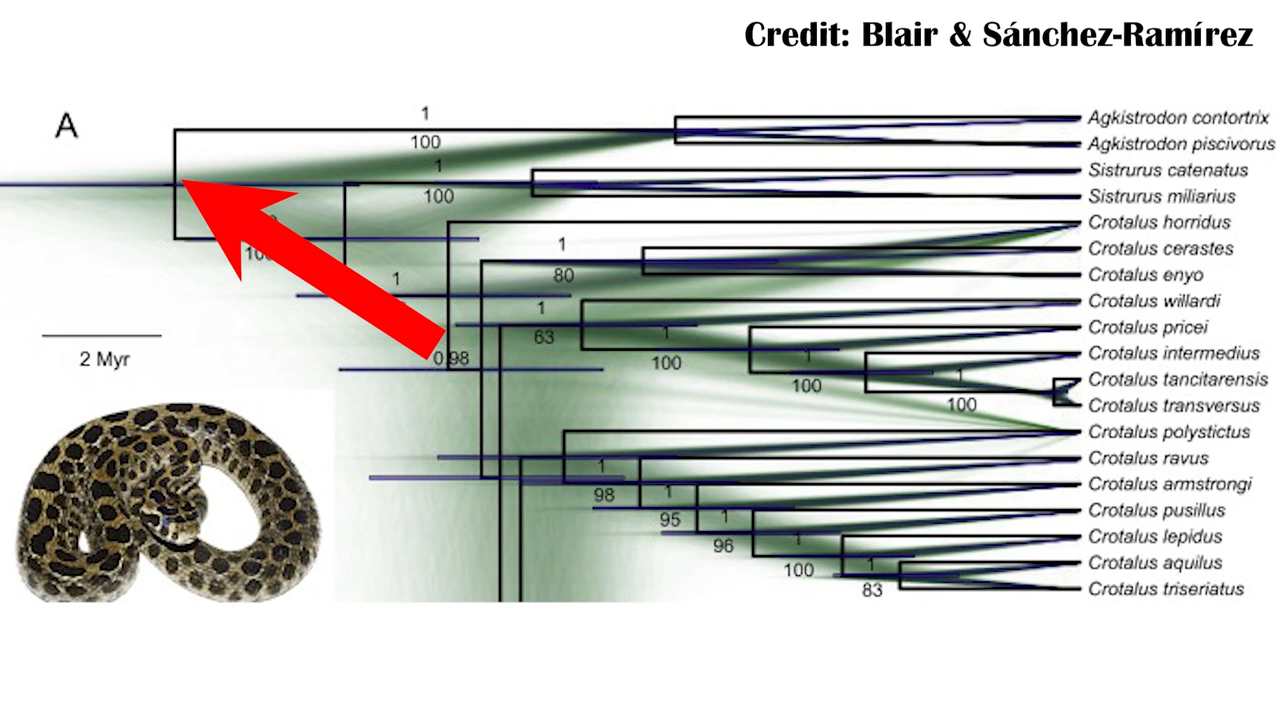 Credit: Blair & Sánchez-Ramírez
A
1
100
1
100
1
80
1
1
63
0.98
1
100
1
100
1
100
1
98
1
95
1
96
1
100
1
83
2 Myr
Agkistrodon contortrix
Agkistrodon piscivorus
Sistrurus catenatus
Sistrurus miliarius
Crotalus horridus
Crotalus cerastes
Crotalus enyo
Crotalus willardi
Crotalus pricei
Crotalus intermedius
Crotalus tancitarensis
Crotalus transversus
Crotalus polystictus
Crotalus ravus
Crotalus armstrongi
Crotalus pusillus
Crotalus lepidus
Crotalus aquilus
Crotalus triseriatus